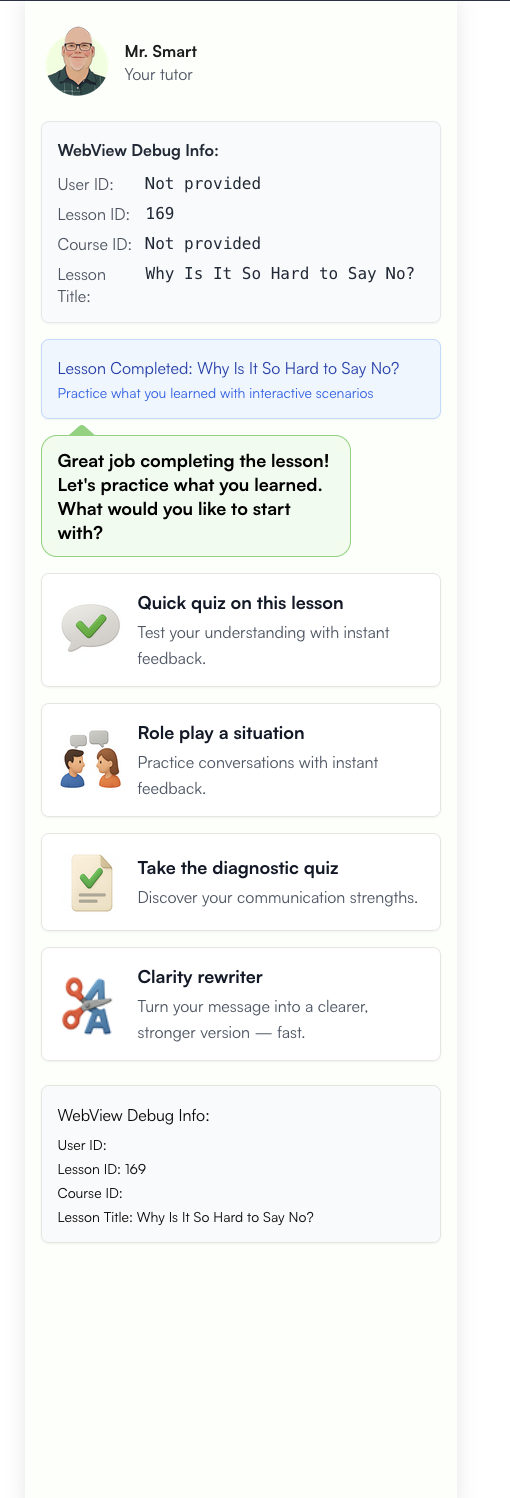 Mr. Smart
Your tutor
WebView Debug Info:
User ID: Not provided
Lesson ID: 169
Course ID: Not provided
Lesson Why Is It So Hard to Say No?
Title:
Lesson Completed: Why Is It So Hard to Say No?
Practice what you learned with interactive scenarios
Great job completing the lesson!
Let's practice what you learned.
What would you like to start
with?
Quick quiz on this lesson
Test your understanding with instant
feedback.
Role play a situation
Practice conversations with instant
feedback.
Take the diagnostic quiz
Discover your communication strengths.
Clarity rewriter
Turn your message into a clearer,
stronger version — fast.
WebView Debug Info:
User ID:
Lesson ID: 169
Course ID:
Lesson Title: Why Is It So Hard to Say No?